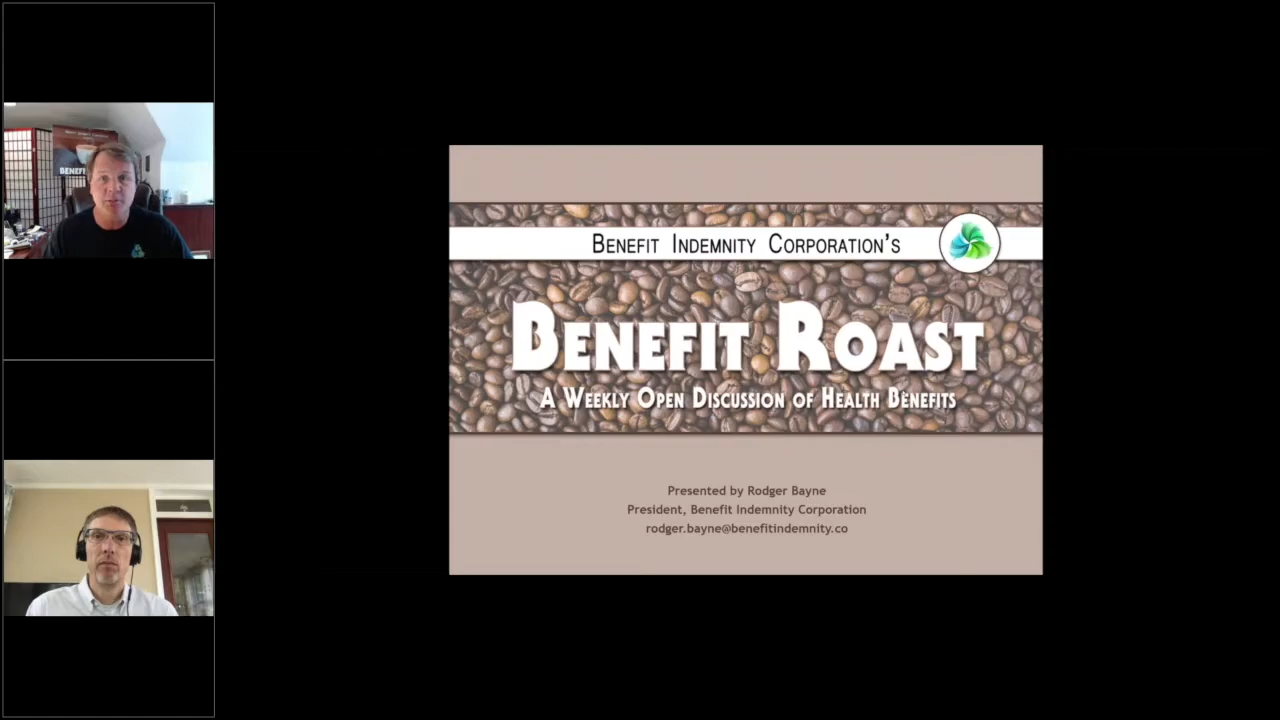 BENEF
BENEFIT INDEMNITY CORPORATION'S
BENEFIT ROAST
A WEEKLY OPEN DISCUSSION OF HEALTH BENEFITS
Presented by Rodger Bayne
President, Benefit Indemnity Corporation
rodger.bayne@benefitindemnity.co